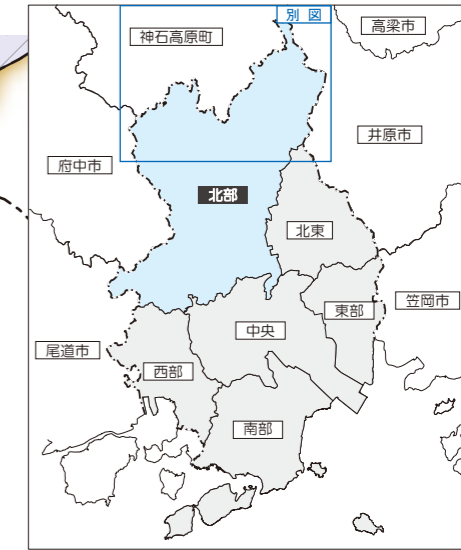 別 図
高梁市
神石高原町
井原市
府中市
北部
北東
笠岡市
東部
中央
尾道市
西部
南部